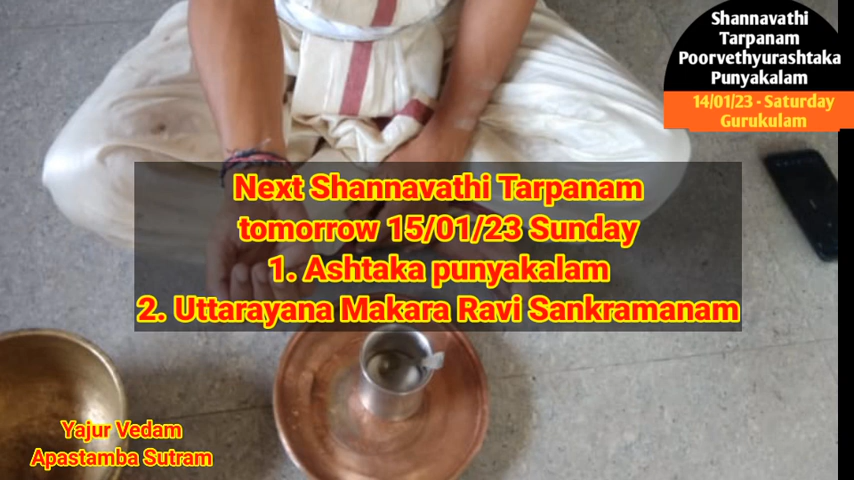 Shannavathi
Tarpanam
Poorvethyurashtaka
Punyakalam
14/01/23 - Saturday
Gurukulam
Next Shannavathi Tarpanam
tomorrow 15/01/23 Sunday
1. Ashtaka punyakalam
2. Uttarayana Makara Ravi Sankramanam
Yajur Vedam
Apastamba Sutram